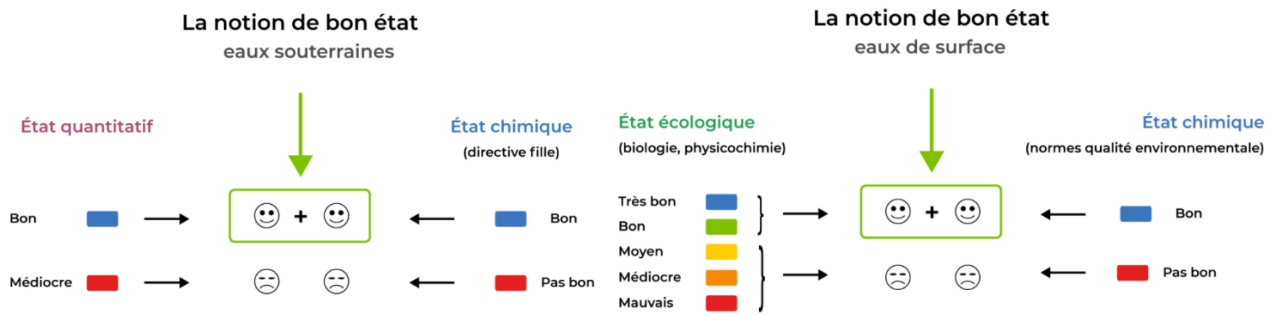 La notion de bon état
eaux souterraines
État quantitatif
État chimique
(directive fille)
Bon
+
Bon
Médiocre
Pas bon
La notion de bon état
eaux de surface
État écologique
(biologie, physicochimie)
État chimique
(normes qualité environnementale)
Très bon
Bon
Moyen
Médiocre
Mauvais
+
Bon
Pas bon